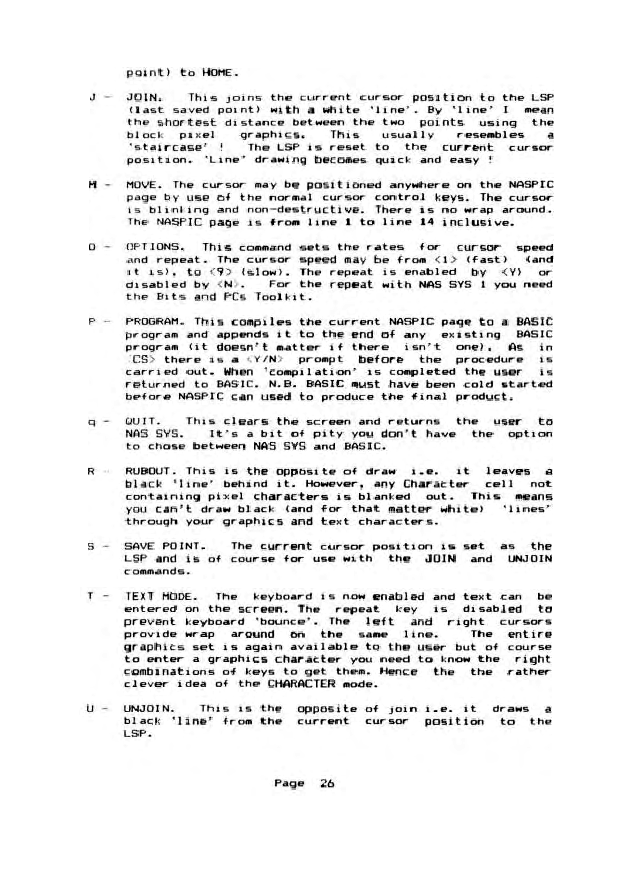 point) to HOME.
J - JOIN. This joins the current cursor position to the LSP
(last saved point) with a white 'line'. By 'line' I mean
the shortest distance between the two points using the
block pixel graphics. This usually resembles a
'staircase' ! The LSP is reset to the current cursor
position. 'Line' drawing becomes quick and easy !
M - MOVE. The cursor may be positioned anywhere on the NASPIC
page by use of the normal cursor control keys. The cursor
is blinking and non-destructive. There is no wrap around.
The NASPIC page is from line 1 to line 14 inclusive.
O - OPTIONS. This command sets the rates for cursor speed
and repeat. The cursor speed may be from <1> (fast) (and
it is), to <9> (slow). The repeat is enabled by <Y> or
disabled by <N>. For the repeat with NAS SYS 1 you need
the Bits and PCs Toolkit.
P - PROGRAM. This compiles the current NASPIC page to a BASIC
program and appends it to the end of any existing BASIC
program (it doesn't matter if there isn't one). As in
<CS> there is a <Y/N> prompt before the procedure is
carried out. When 'compilation' is completed the user is
returned to BASIC. N.B. BASIC must have been cold started
before NASPIC can used to produce the final product.
q - QUIT. This clears the screen and returns the user to
NAS SYS. It's a bit of pity you don't have the option
to chose between NAS SYS and BASIC.
R - RUBOUT. This is the opposite of draw i.e. it leaves a
black 'line' behind it. However, any Character cell not
containing pixel characters is blanked out. This means
you can't draw black (and for that matter white) 'lines'
through your graphics and text characters.
S - SAVE POINT. The current cursor position is set as the
LSP and is of course for use with the JOIN and UNJOIN
commands.
T - TEXT MODE. The keyboard is now enabled and text can be
entered on the screen. The repeat key is disabled to
prevent keyboard 'bounce'. The left and right cursors
provide wrap around on the same line. The entire
graphics set is again available to the user but of course
to enter a graphics character you need to know the right
combinations of keys to get them. Hence the the rather
clever idea of the CHARACTER mode.
U - UNJOIN. This is the opposite of join i.e. it draws a
black 'line' from the current cursor position to the
LSP.
Page 26